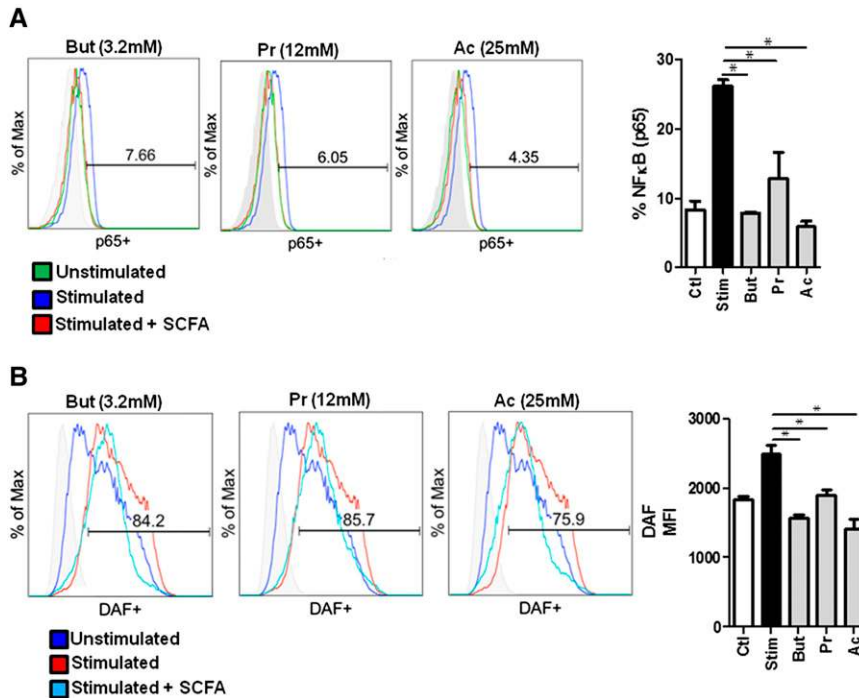 A
But (3.2mM)
Pr (12mM)
Ac (25mM)
% of Max
7.66
p65+
% of Max
6.05
p65+
% of Max
4.35
p65+
Unstimulated
Stimulated
Stimulated + SCFA
% NFκB (p65)
30
20
10
0
Ctl
Stim
But
Pr
Ac
*
*
*
B
But (3.2mM)
Pr (12mM)
Ac (25mM)
% of Max
84.2
DAF+
% of Max
85.7
DAF+
% of Max
75.9
DAF+
Unstimulated
Stimulated
Stimulated + SCFA
DAF
MFI
3000
2000
1000
0
Ctl
Stim
But
Pr
Ac
*
*
*